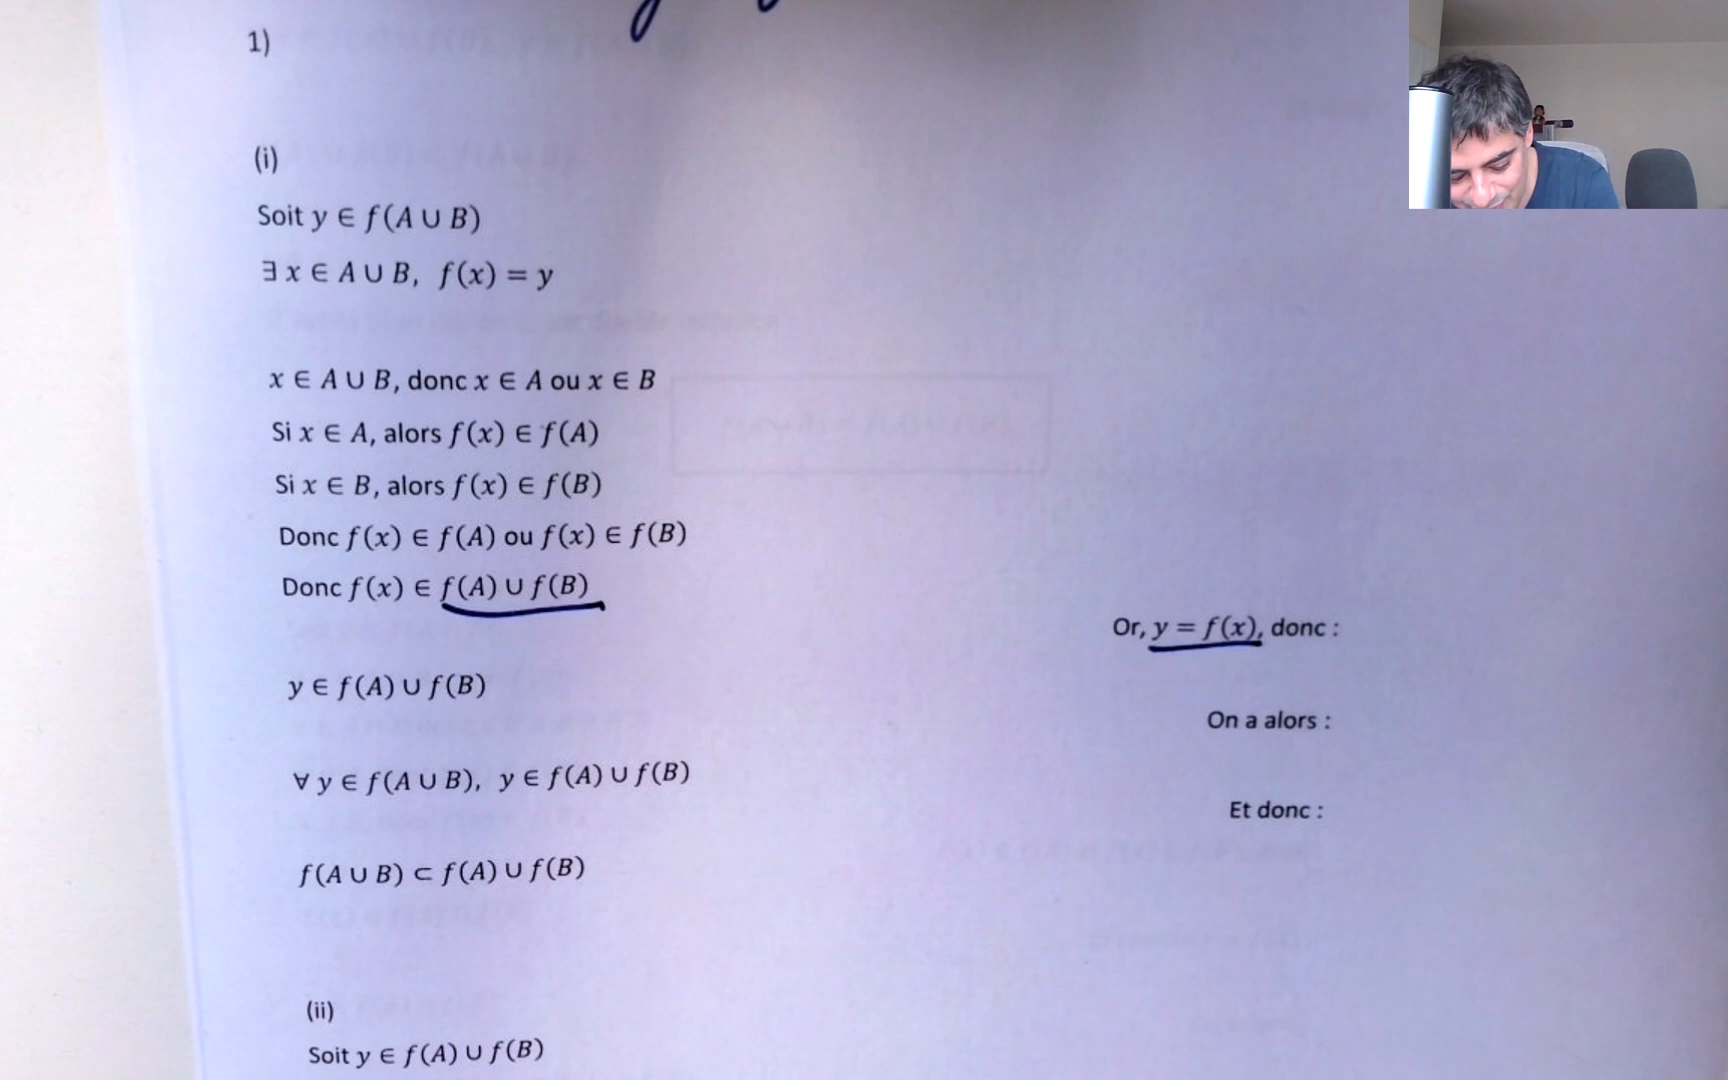 1)
(i)
Soit y ∈ f(A ∪ B)
∃ x ∈ A ∪ B, f(x) = y
x ∈ A ∪ B, donc x ∈ A ou x ∈ B
Si x ∈ A, alors f(x) ∈ f(A)
Si x ∈ B, alors f(x) ∈ f(B)
Donc f(x) ∈ f(A) ou f(x) ∈ f(B)
Donc f(x) ∈ f(A) ∪ f(B)
Or, y = f(x), donc :
y ∈ f(A) ∪ f(B)
On a alors :
∀ y ∈ f(A ∪ B), y ∈ f(A) ∪ f(B)
Et donc :
f(A ∪ B) ⊂ f(A) ∪ f(B)
(ii)
Soit y ∈ f(A) ∪ f(B)